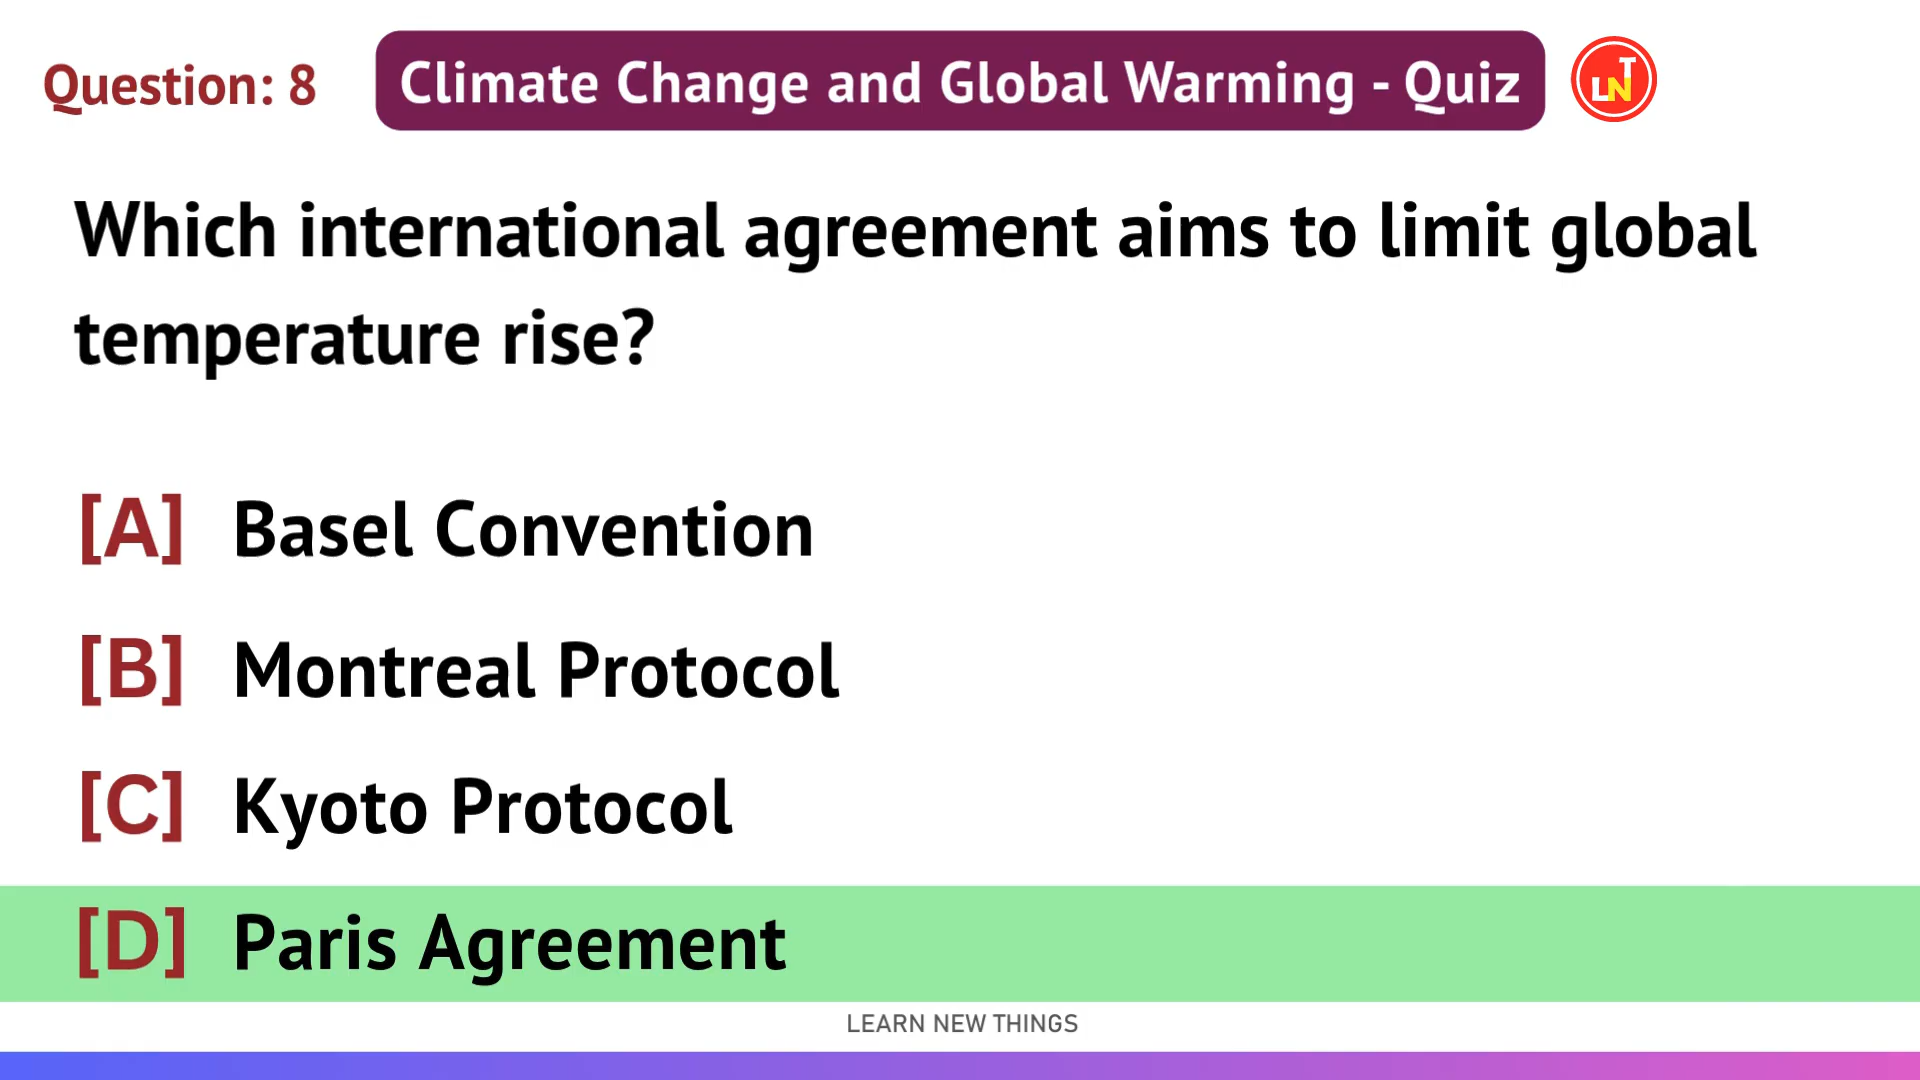 Question: 8
Climate Change and Global Warming - Quiz
LNT
Which international agreement aims to limit global
temperature rise?
[A] Basel Convention
[B] Montreal Protocol
[C] Kyoto Protocol
[D] Paris Agreement
LEARN NEW THINGS